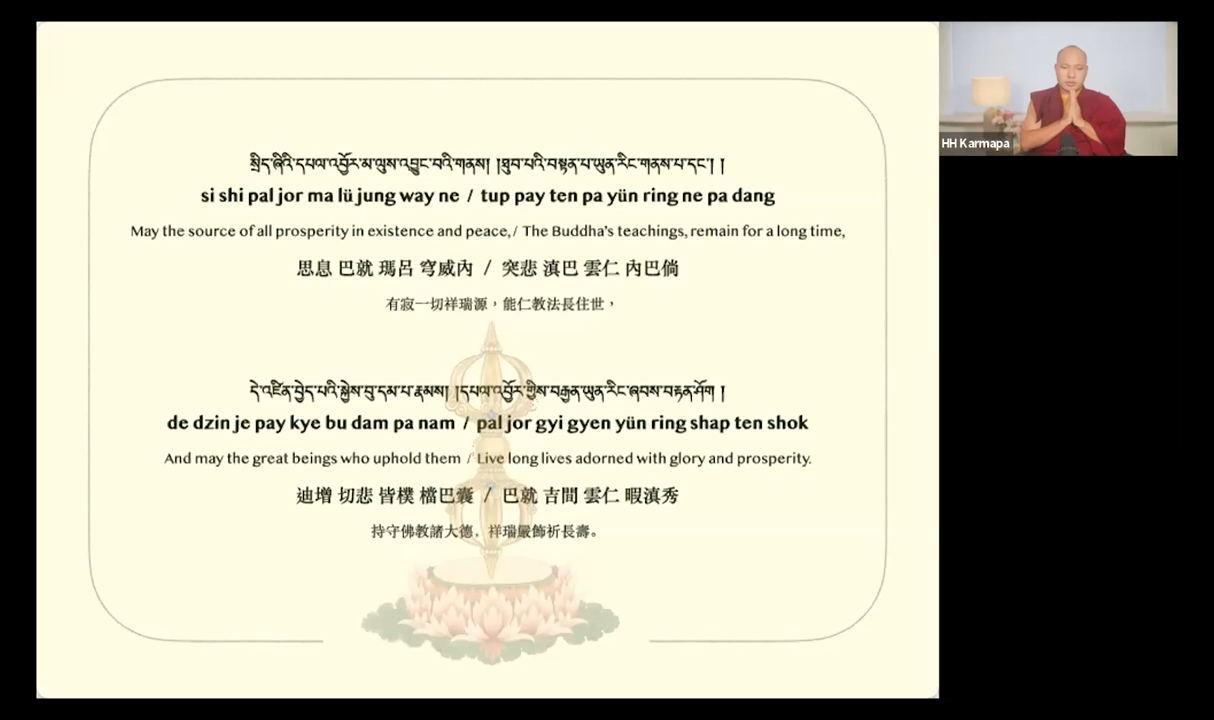 སྲིད་ཞིའི་དཔལ་འབྱོར་མ་ལུས་འབྱུང་བའི་གནས། །ཐུབ་པའི་བསྟན་པ་ཡུན་རིང་གནས་པ་དང་། །
si shi pal jor ma lü jung way ne / tup pay ten pa yün ring ne pa dang
May the source of all prosperity in existence and peace, / The Buddha's teachings, remain for a long time,
思息 巴就 瑪呂 穹威內 / 突悲 滇巴 雲仁 內巴倘
有寂一切祥瑞源，能仁教法長住世，
དེ་འཛིན་བྱེད་པའི་སྐྱེས་བུ་དམ་པ་རྣམས། །དཔལ་འབྱོར་གྱིས་བརྒྱན་ཡུན་རིང་ཞབས་བརྟན་ཤོག །
de dzin je pay kye bu dam pa nam / pal jor gyi gyen yün ring shap ten shok
And may the great beings who uphold them / Live long lives adorned with glory and prosperity.
迪增 切悲 皆樸 檔巴囊 / 巴就 吉間 雲仁 暇滇秀
持守佛教諸大德，祥瑞嚴飾祈長壽。
HH Karmapa